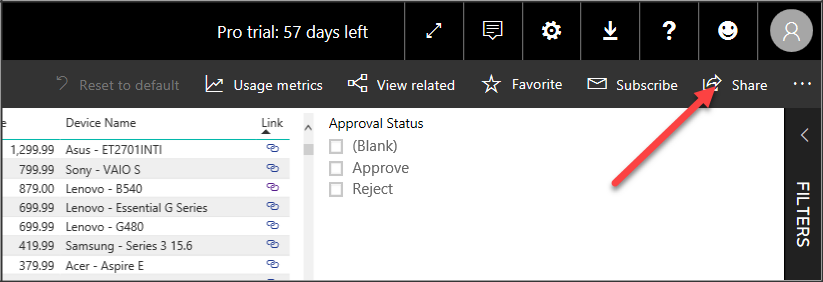 Pro trial: 57 days left
?
Reset to default Usage metrics View related Favorite Subscribe Share ...
e Device Name Link
1,299.99 Asus - ET2701INTI
799.99 Sony - VAIO S
879.00 Lenovo - B540
699.99 Lenovo - Essential G Series
699.99 Lenovo - G480
419.99 Samsung - Series 3 15.6
379.99 Acer - Aspire E
Approval Status
(Blank)
Approve
Reject
FILTERS